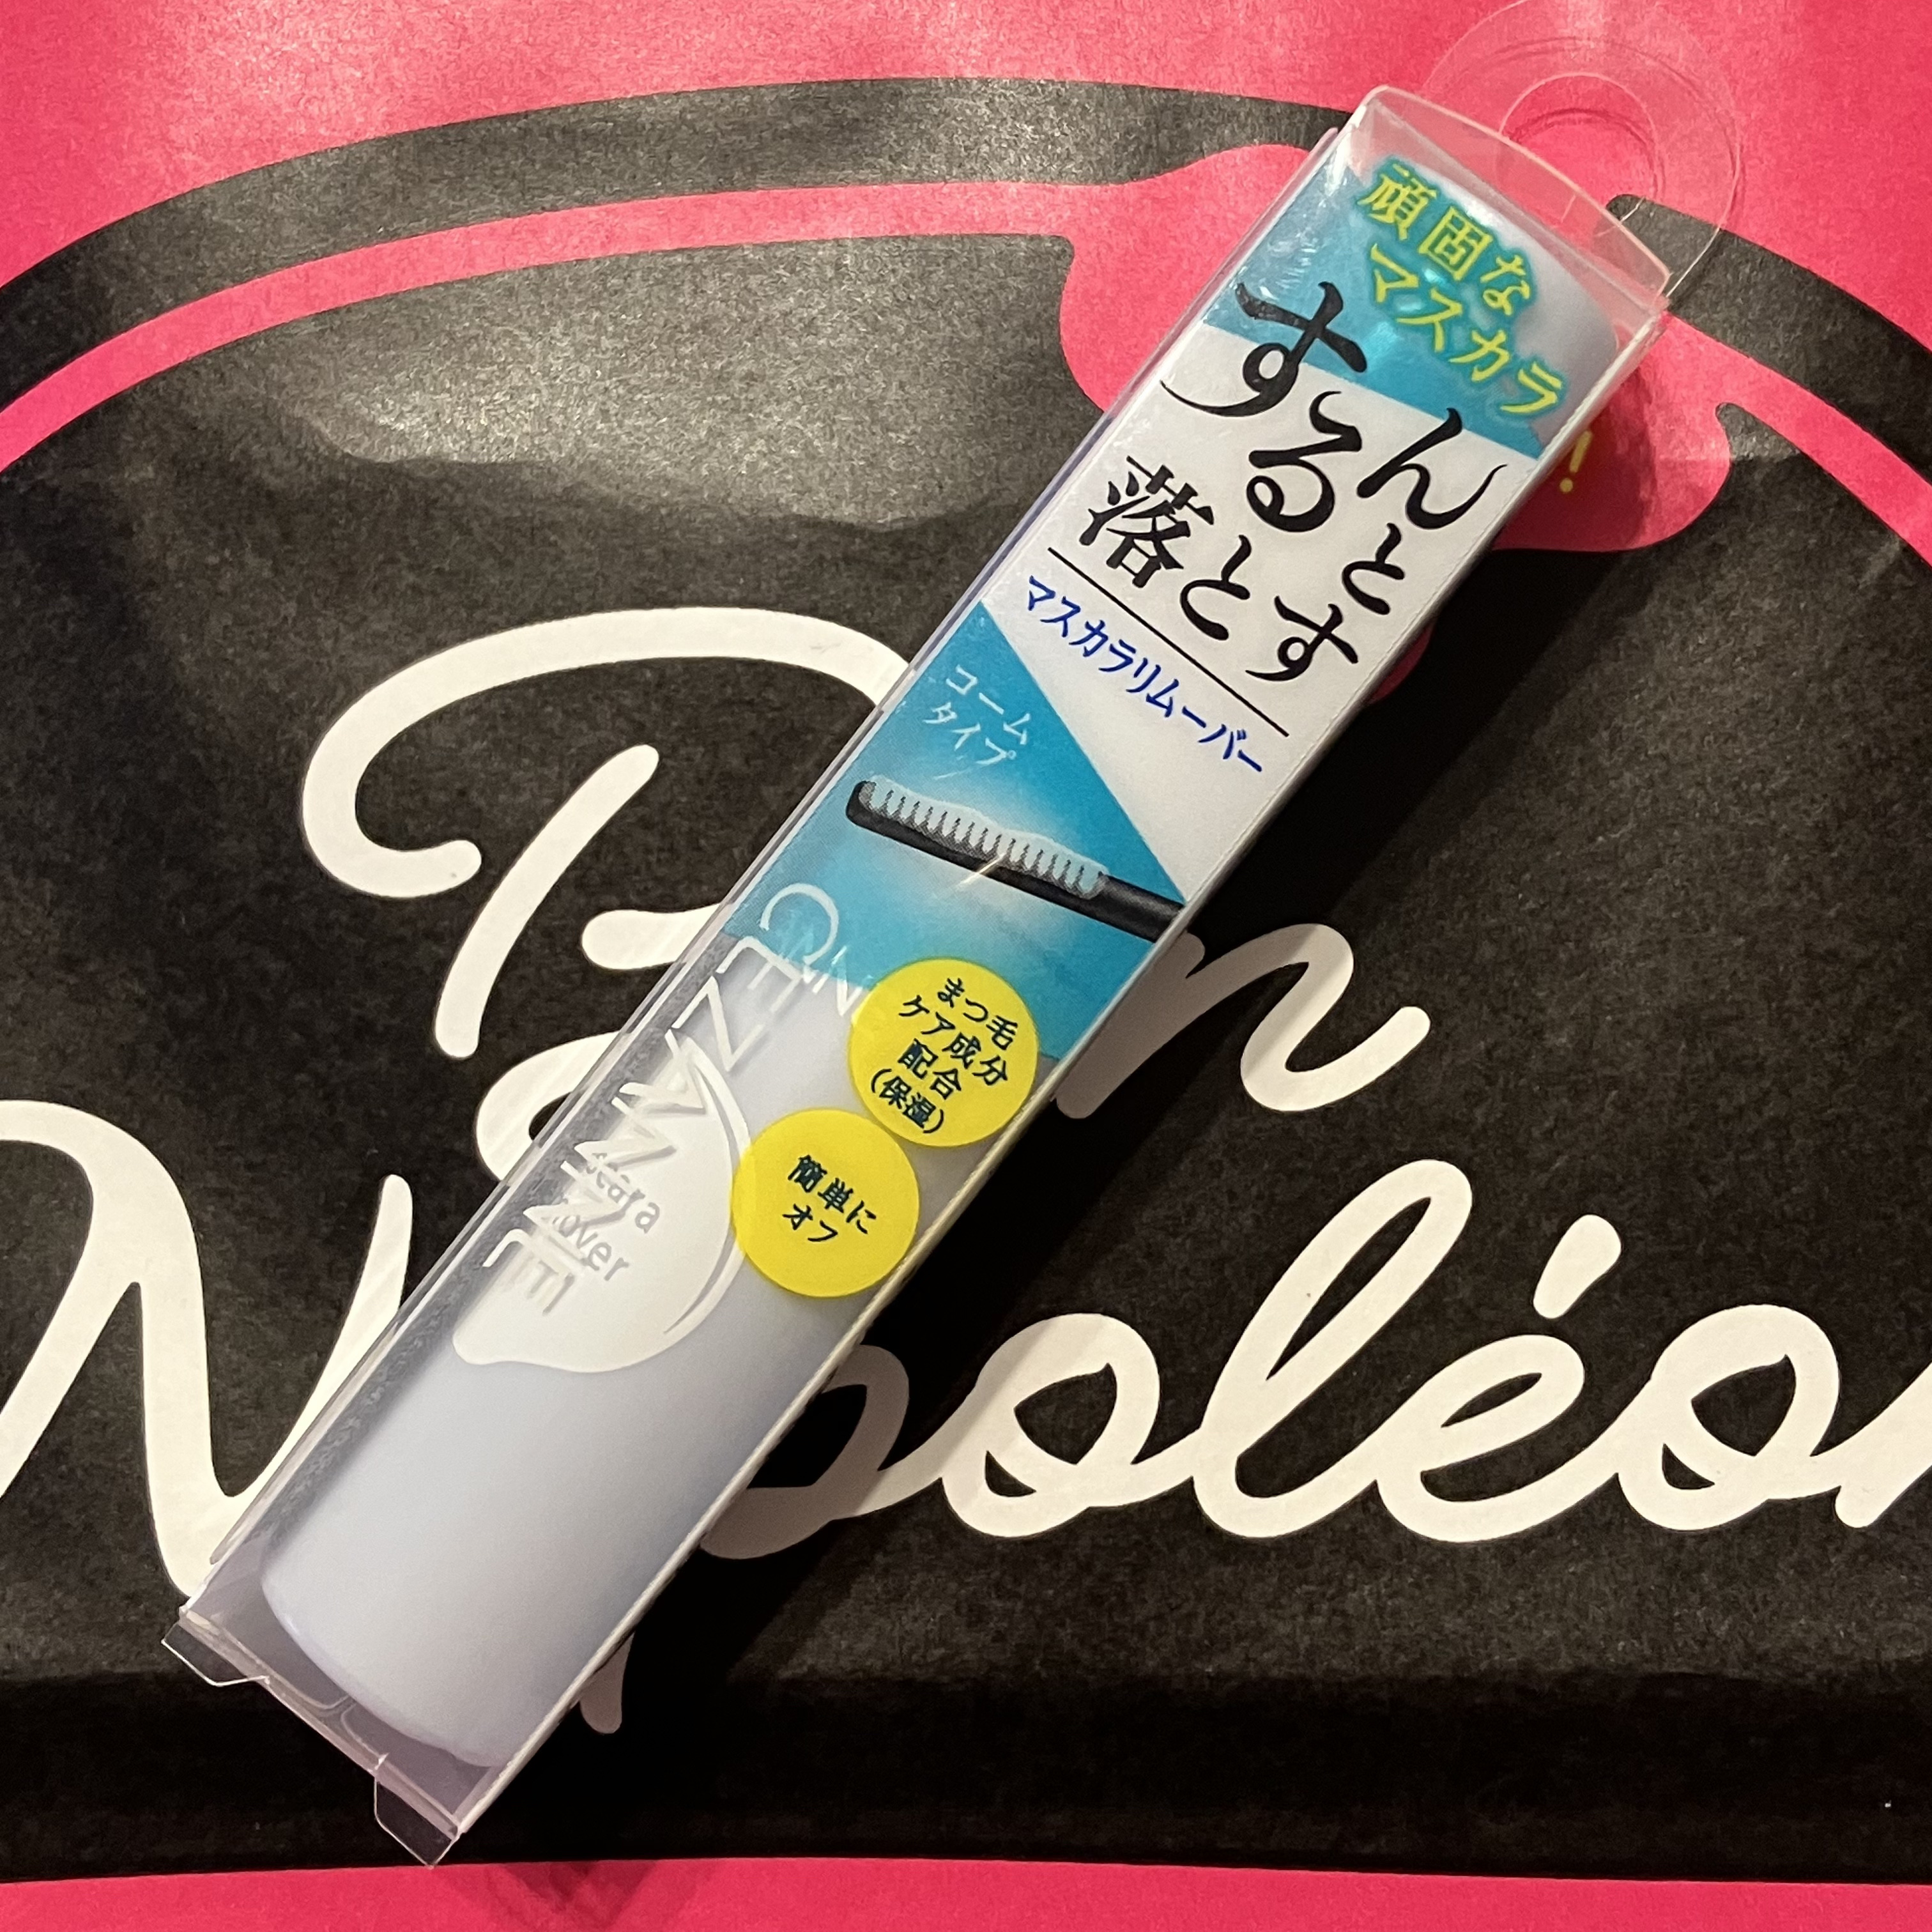 頑固な
マスカラ
!
するんと
落とす
マスカラリムーバー
コーム
タイプ
まつ毛
ケア成分
配合
(保湿)
簡単に
オフ
Bon